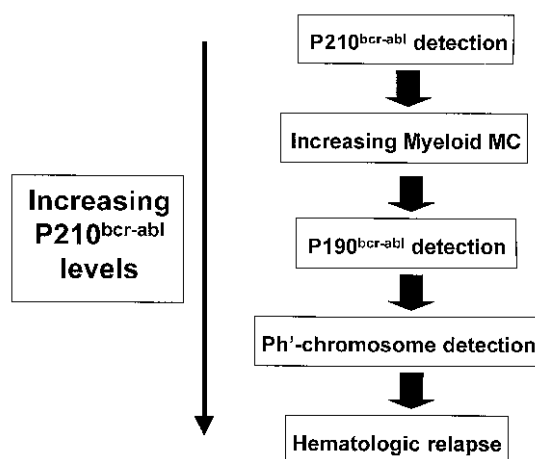 P210bcr-abl detection
Increasing Myeloid MC
Increasing
P210bcr-abl
levels
P190bcr-abl detection
Ph'-chromosome detection
Hematologic relapse